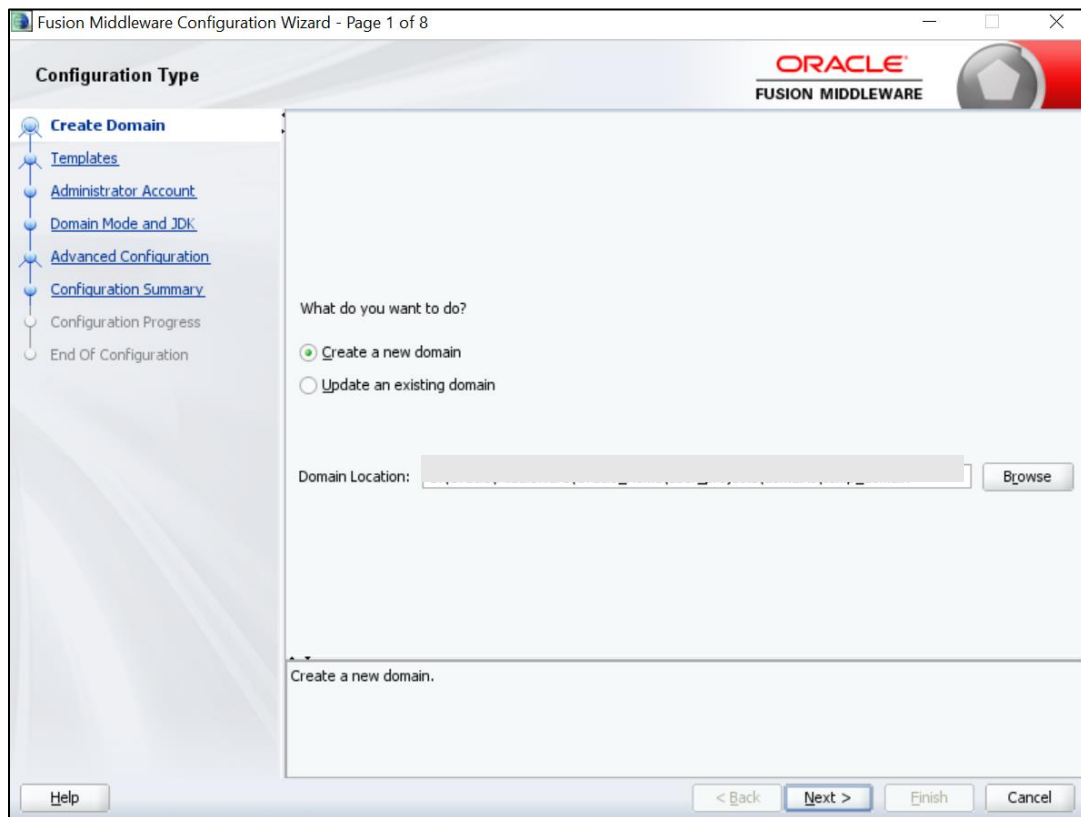 Fusion Middleware Configuration Wizard - Page 1 of 8
Configuration Type
ORACLE
FUSION MIDDLEWARE
Create Domain
Templates
Administrator Account
Domain Mode and JDK
Advanced Configuration
Configuration Summary
Configuration Progress
End Of Configuration
What do you want to do?
Create a new domain
Update an existing domain
Domain Location:
Browse
Create a new domain.
Help
< Back
Next >
Finish
Cancel